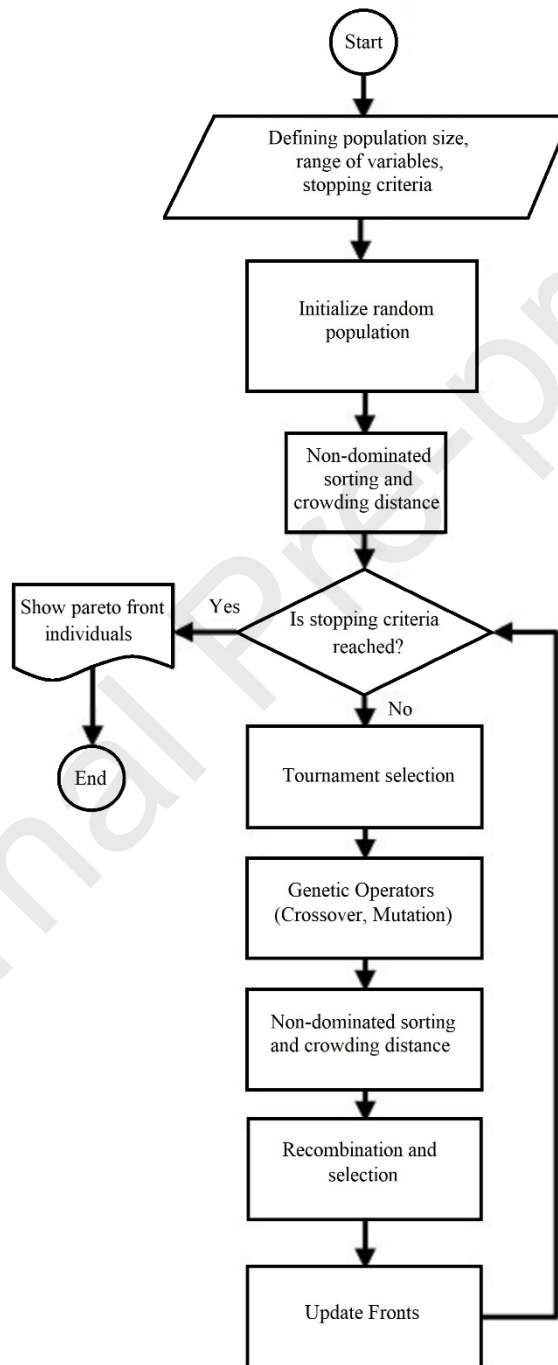 Start
Defining population size,
range of variables,
stopping criteria
Initialize random
population
Non-dominated
sorting and
crowding distance
Show pareto front
individuals
Yes
Is stopping criteria
reached?
No
End
Tournament selection
Genetic Operators
(Crossover, Mutation)
Non-dominated sorting
and crowding distance
Recombination and
selection
Update Fronts
nal Pre-p